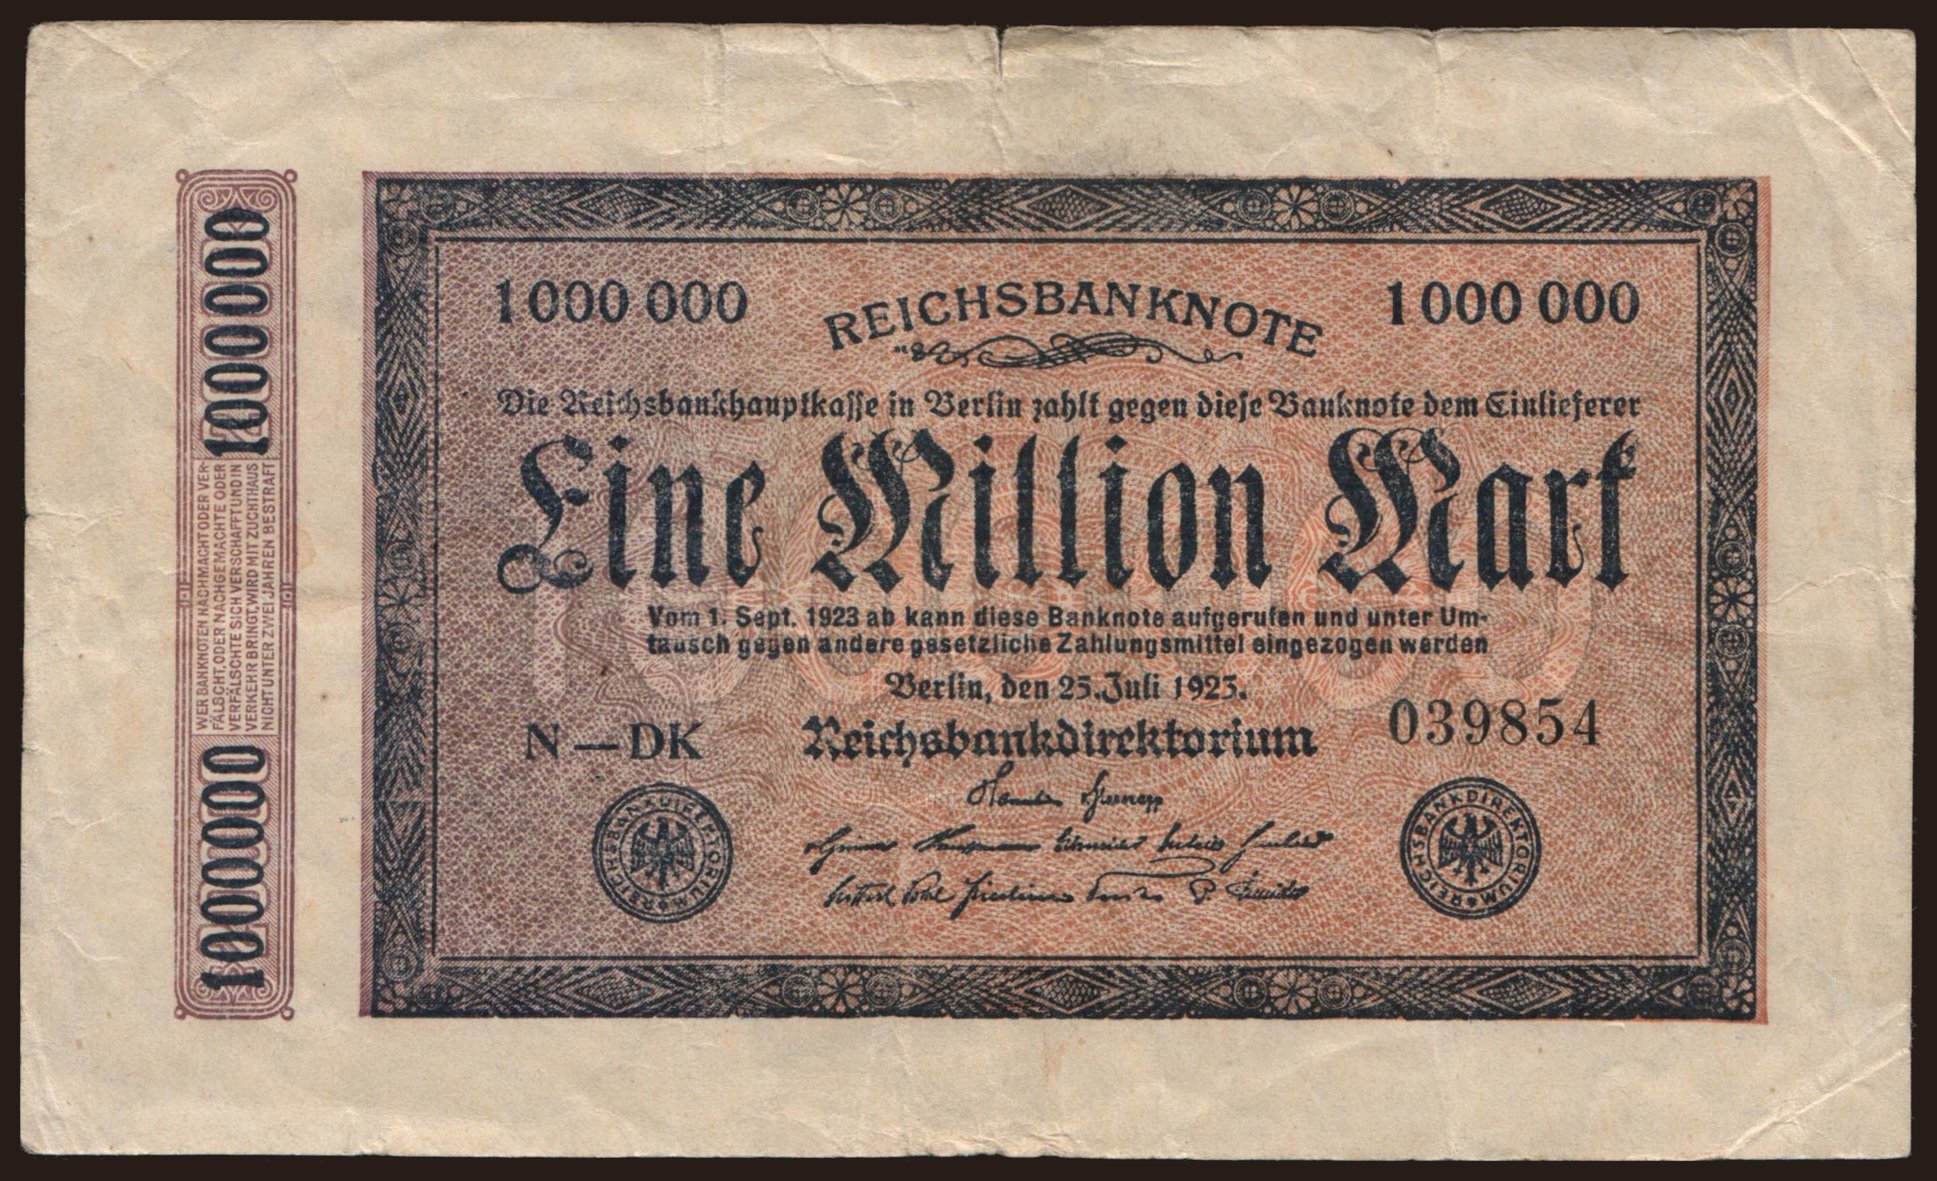 1000000
1000000
WER BANKNOTEN NACHMACHT ODER VER-
FÄLSCHT, ODER NACHGEMACHTE ODER
VERFÄLSCHTE SICH VERSCHAFFT UND IN
VERKEHR BRINGT, WIRD MIT ZUCHTHAUS
NICHT UNTER ZWEI JAHREN BESTRAFT
1000 000
REICHSBANKNOTE
1000 000
Die Reichsbankhauptkasse in Berlin zahlt gegen diese Banknote dem Einlieferer
Eine Million Mark
Vom 1. Sept. 1923 ab kann diese Banknote aufgerufen und unter Um-
tausch gegen andere gesetzliche Zahlungsmittel eingezogen werden
Berlin, den 25. Juli 1923.
N — DK
Reichsbankdirektorium
039854
REICHSBANKDIREKTORIUM
REICHSBANKDIREKTORIUM